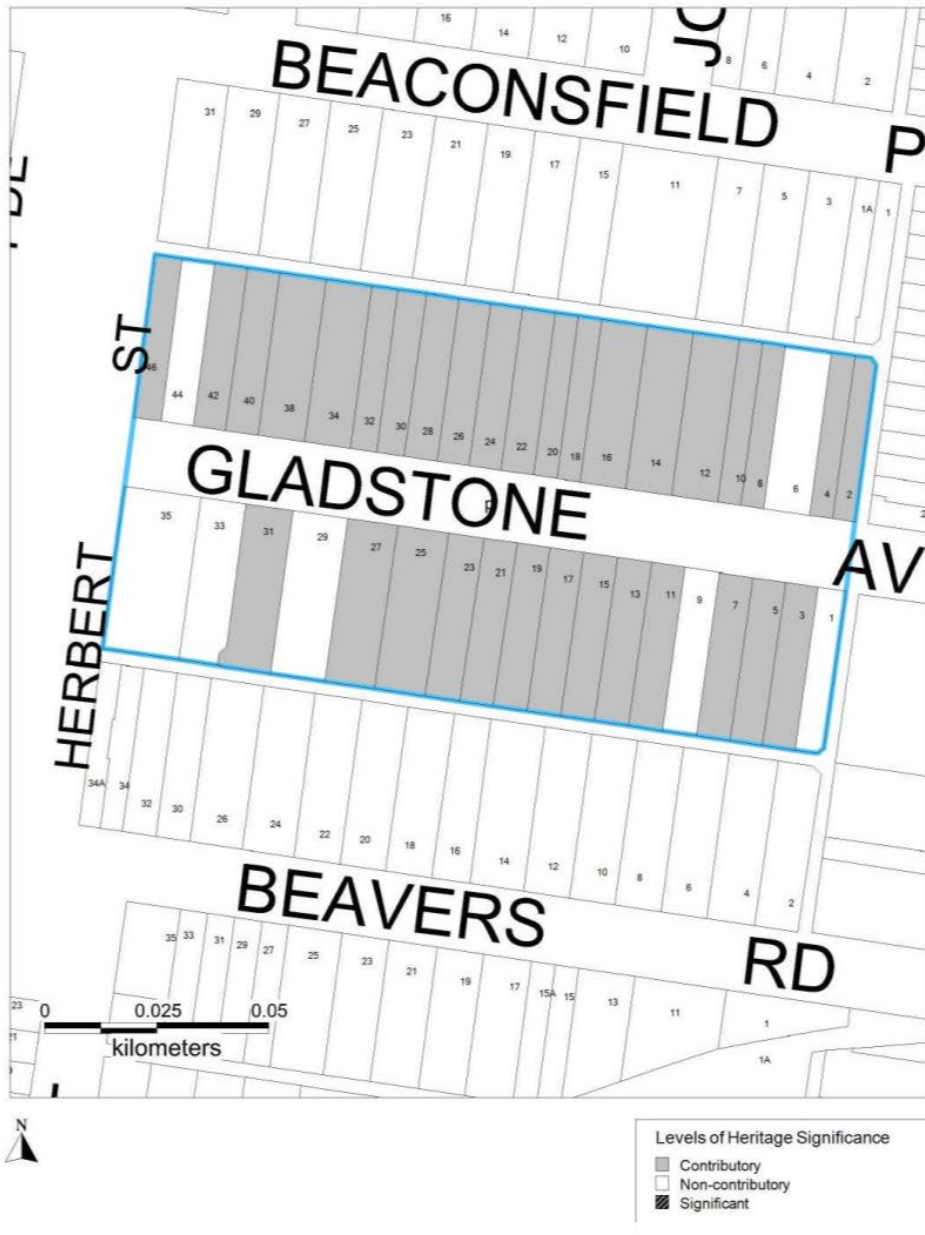 16 14 12 10 8 6 4 2
JO
BEACONSFIELD P
31 29 27 25 23 21 19 17 15 11 7 5 3 1A 1
ST
46 44 42 40 38 34 32 30 28 26 24 22 20 18 16 14 12 10 8 6 4 2
GLADSTONE AV
P
35 33 31 29 27 25 23 21 19 17 15 13 11 9 7 5 3 1
HERBERT
34A 34 32 30 26 24 22 20 18 16 14 12 10 8 6 4 2
BEAVERS RD
35 33 31 29 27 25 23 21 19 17 15A 15 13 11 1
1A
23
21
0 0.025 0.05
kilometers
N
Levels of Heritage Significance
Contributory
Non-contributory
Significant